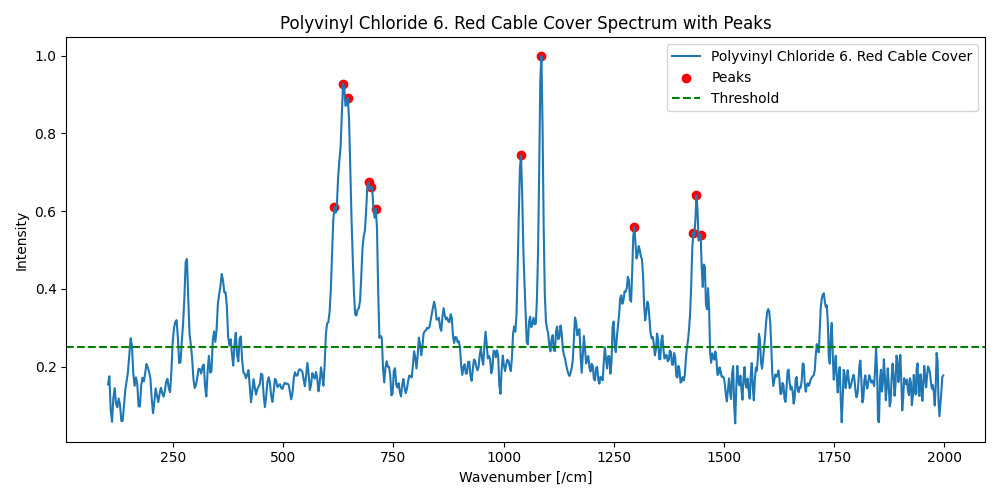 Polyvinyl Chloride 6. Red Cable Cover Spectrum with Peaks
Polyvinyl Chloride 6. Red Cable Cover
Peaks
Threshold
Intensity
1.0
0.8
0.6
0.4
0.2
250 500 750 1000 1250 1500 1750 2000
Wavenumber [/cm]